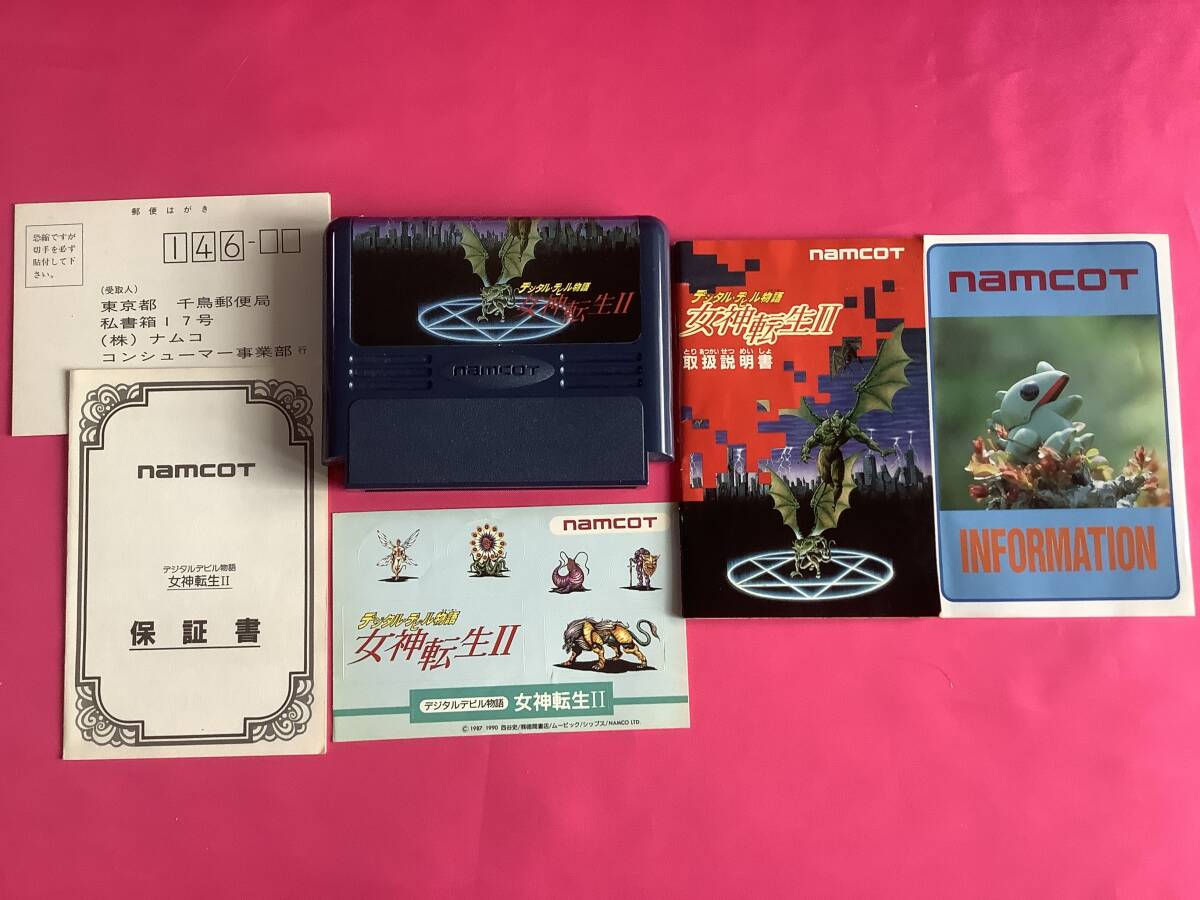 郵便はがき
恐縮ですが
切手を必ず
貼付して下
さい。
146-
(受取人)
東京都 千鳥郵便局
私書箱17号
(株)ナムコ
コンシューマー事業部 行
namcoT
デジタルデビル物語
女神転生II
保証書
デジタル・デビル物語
女神転生II
namcoT
namcoT
デジタル・デビル物語
女神転生II
デジタルデビル物語 女神転生II
©1987 1990 西谷史/㈱徳間書店/ムービック/シップス/NAMCO LTD.
namcoT
デジタル・デビル物語
女神転生II
とり あつかい せつ めい しょ
取扱説明書
namcoT
INFORMATION